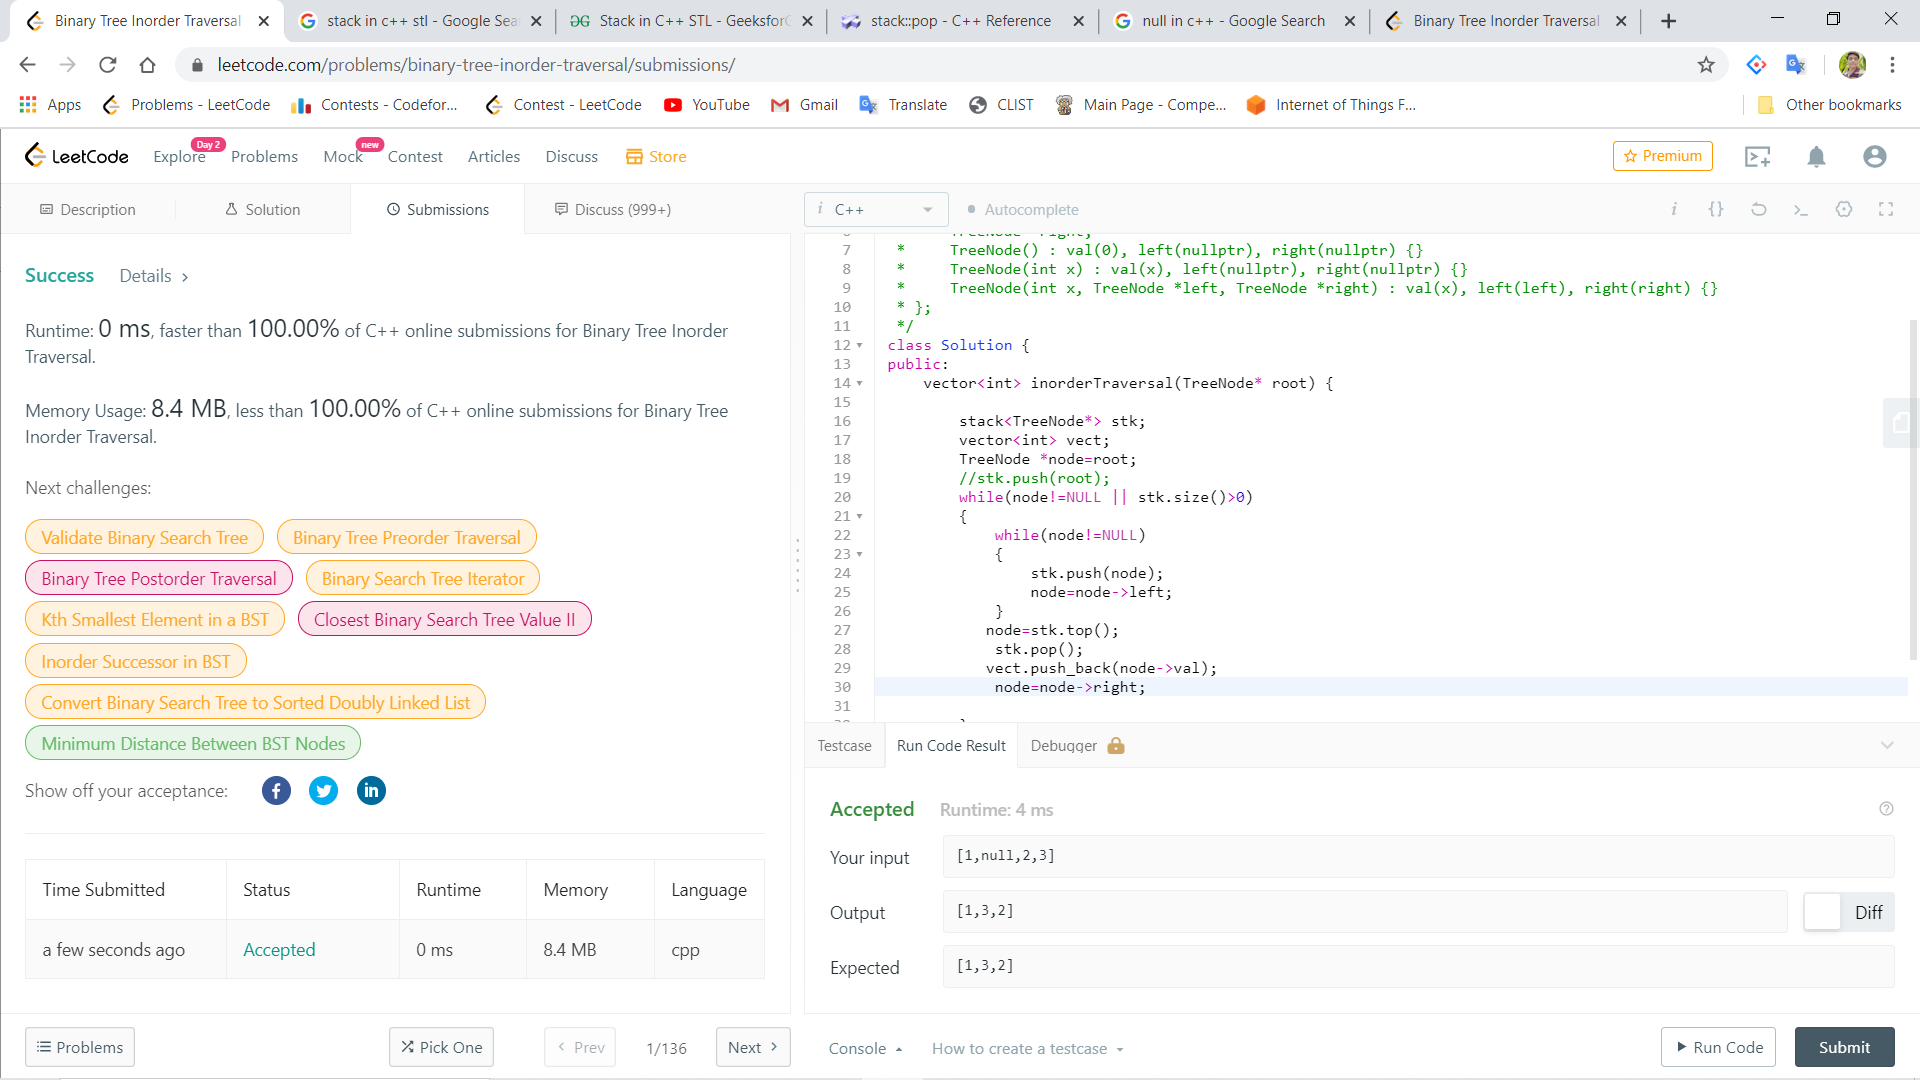 Binary Tree Inorder Traversal
stack in c++ stl - Google Sea
Stack in C++ STL - Geeksfor
stack::pop - C++ Reference
null in c++ - Google Search
Binary Tree Inorder Traversal
leetcode.com/problems/binary-tree-inorder-traversal/submissions/
Apps
Problems - LeetCode
Contests - Codefor...
Contest - LeetCode
YouTube
Gmail
Translate
CLIST
Main Page - Compe...
Internet of Things F...
Other bookmarks
LeetCode
Explore
Day 2
Problems
Mock
new
Contest
Articles
Discuss
Store
Premium
Description
Solution
Submissions
Discuss (999+)
i C++
Autocomplete
Success
Details >
Runtime: 0 ms, faster than 100.00% of C++ online submissions for Binary Tree Inorder
Traversal.
Memory Usage: 8.4 MB, less than 100.00% of C++ online submissions for Binary Tree
Inorder Traversal.
Next challenges:
Validate Binary Search Tree
Binary Tree Preorder Traversal
Binary Tree Postorder Traversal
Binary Search Tree Iterator
Kth Smallest Element in a BST
Closest Binary Search Tree Value II
Inorder Successor in BST
Convert Binary Search Tree to Sorted Doubly Linked List
Minimum Distance Between BST Nodes
Show off your acceptance:
Time Submitted Status Runtime Memory Language
a few seconds ago Accepted 0 ms 8.4 MB cpp
Problems
Pick One
< Prev
1/136
Next >
7 * TreeNode() : val(0), left(nullptr), right(nullptr) {}
8 * TreeNode(int x) : val(x), left(nullptr), right(nullptr) {}
9 * TreeNode(int x, TreeNode *left, TreeNode *right) : val(x), left(left), right(right) {}
10 * };
11 */
12 class Solution {
13 public:
14 vector<int> inorderTraversal(TreeNode* root) {
15
16 stack<TreeNode*> stk;
17 vector<int> vect;
18 TreeNode *node=root;
19 //stk.push(root);
20 while(node!=NULL || stk.size()>0)
21 {
22 while(node!=NULL)
23 {
24 stk.push(node);
25 node=node->left;
26 }
27 node=stk.top();
28 stk.pop();
29 vect.push_back(node->val);
30 node=node->right;
31
Testcase
Run Code Result
Debugger
Accepted
Runtime: 4 ms
Your input
[1,null,2,3]
Output
[1,3,2]
Diff
Expected
[1,3,2]
Console
How to create a testcase
Run Code
Submit